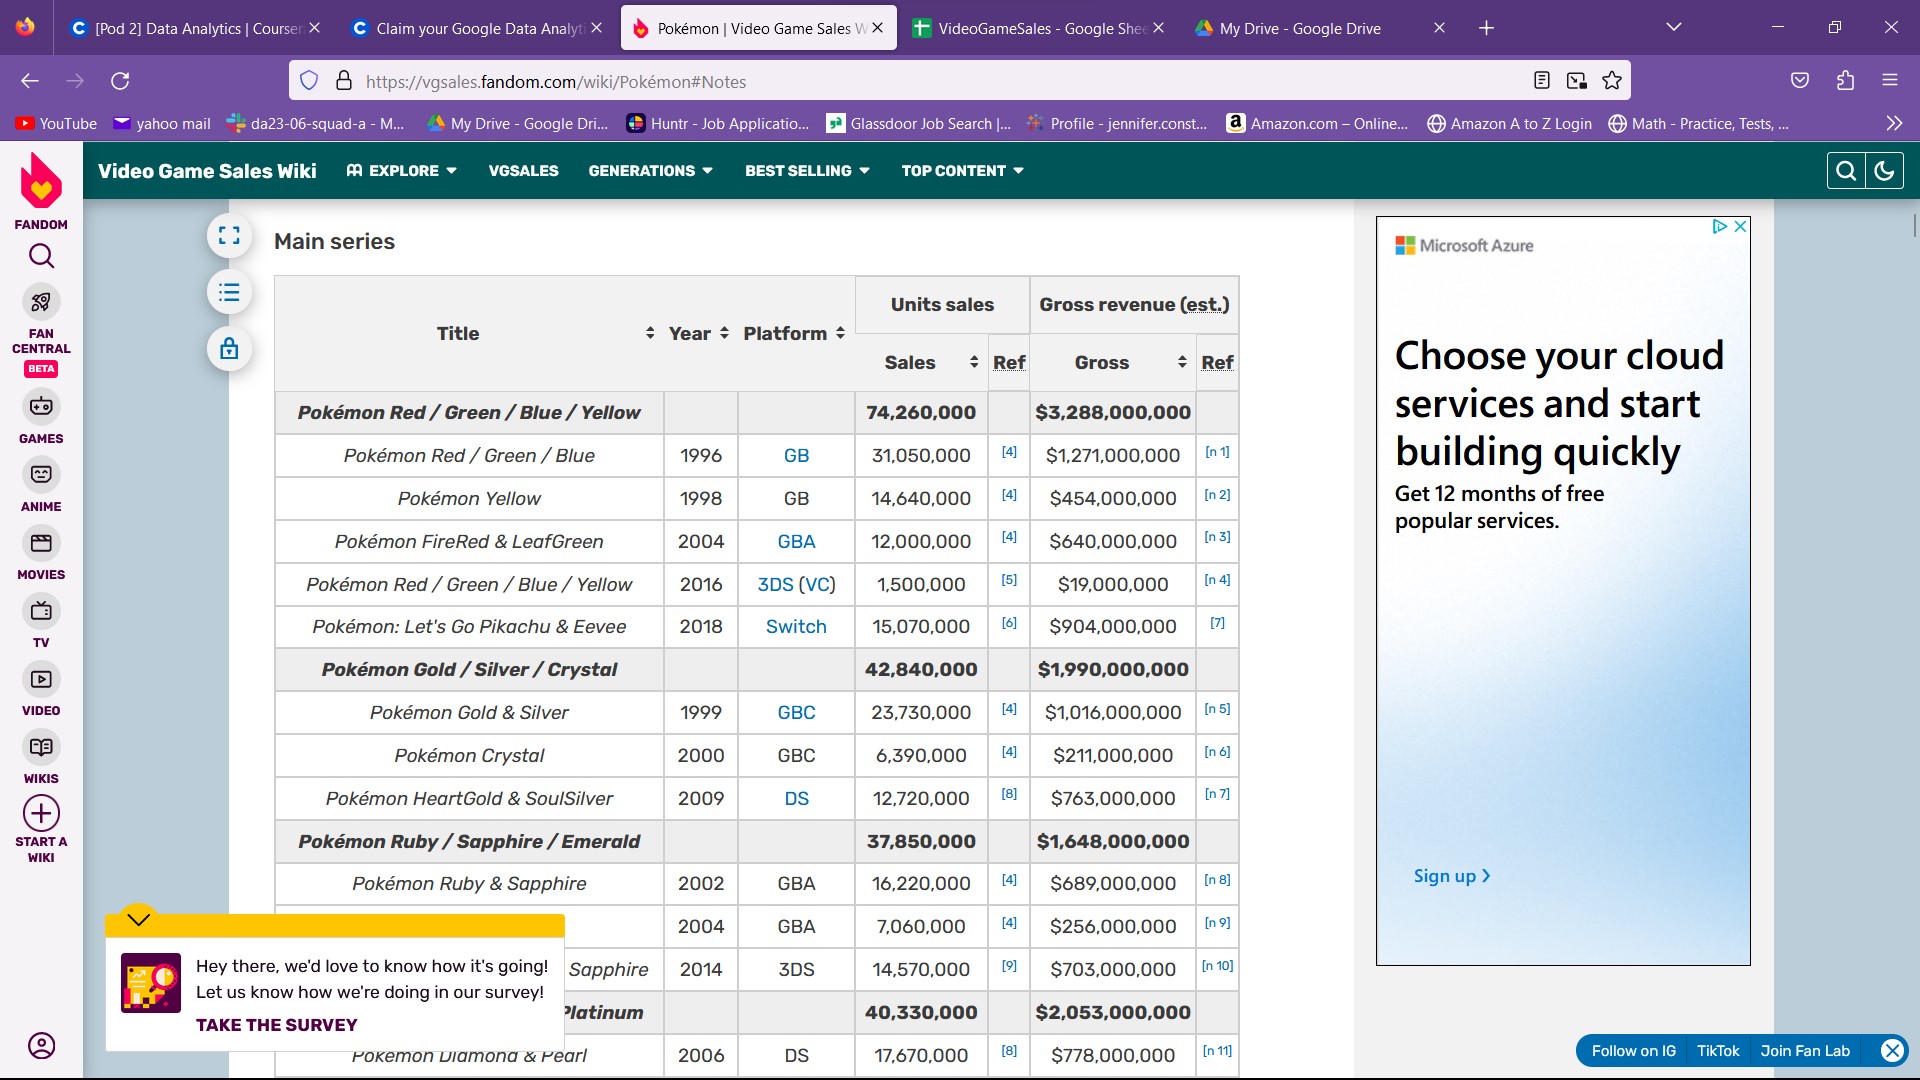 [Pod 2] Data Analytics | Courser
Claim your Google Data Analyti
Pokémon | Video Game Sales W
VideoGameSales - Google Shee
My Drive - Google Drive
https://vgsales.fandom.com/wiki/Pokémon#Notes
YouTube
yahoo mail
da23-06-squad-a - M...
My Drive - Google Dri...
Huntr - Job Applicatio...
Glassdoor Job Search |...
Profile - jennifer.const...
Amazon.com – Online...
Amazon A to Z Login
Math - Practice, Tests, ...
Video Game Sales Wiki
EXPLORE
VGSALES
GENERATIONS
BEST SELLING
TOP CONTENT
FANDOM
FAN
CENTRAL
BETA
GAMES
ANIME
MOVIES
TV
VIDEO
WIKIS
START A
WIKI
Main series
Title Year Platform Units sales Gross revenue (est.)
Sales Ref Gross Ref
Pokémon Red / Green / Blue / Yellow 74,260,000 $3,288,000,000
Pokémon Red / Green / Blue 1996 GB 31,050,000 [4] $1,271,000,000 [n 1]
Pokémon Yellow 1998 GB 14,640,000 [4] $454,000,000 [n 2]
Pokémon FireRed & LeafGreen 2004 GBA 12,000,000 [4] $640,000,000 [n 3]
Pokémon Red / Green / Blue / Yellow 2016 3DS (VC) 1,500,000 [5] $19,000,000 [n 4]
Pokémon: Let's Go Pikachu & Eevee 2018 Switch 15,070,000 [6] $904,000,000 [7]
Pokémon Gold / Silver / Crystal 42,840,000 $1,990,000,000
Pokémon Gold & Silver 1999 GBC 23,730,000 [4] $1,016,000,000 [n 5]
Pokémon Crystal 2000 GBC 6,390,000 [4] $211,000,000 [n 6]
Pokémon HeartGold & SoulSilver 2009 DS 12,720,000 [8] $763,000,000 [n 7]
Pokémon Ruby / Sapphire / Emerald 37,850,000 $1,648,000,000
Pokémon Ruby & Sapphire 2002 GBA 16,220,000 [4] $689,000,000 [n 8]
2004 GBA 7,060,000 [4] $256,000,000 [n 9]
Sapphire 2014 3DS 14,570,000 [9] $703,000,000 [n 10]
Platinum 40,330,000 $2,053,000,000
Pokémon Diamond & Pearl 2006 DS 17,670,000 [8] $778,000,000 [n 11]
Hey there, we'd love to know how it's going!
Let us know how we're doing in our survey!
TAKE THE SURVEY
Microsoft Azure
Choose your cloud
services and start
building quickly
Get 12 months of free
popular services.
Sign up
Follow on IG
TikTok
Join Fan Lab